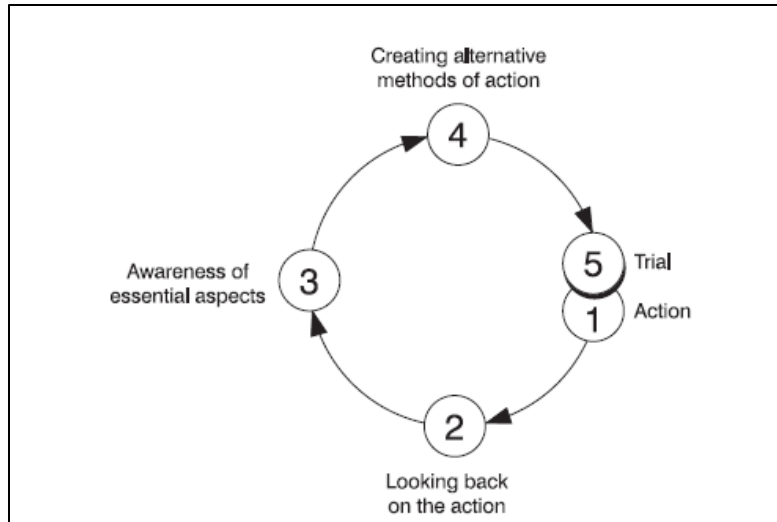 Creating alternative
methods of action
4
5
Trial
Awareness of
essential aspects
3
1
Action
2
Looking back
on the action